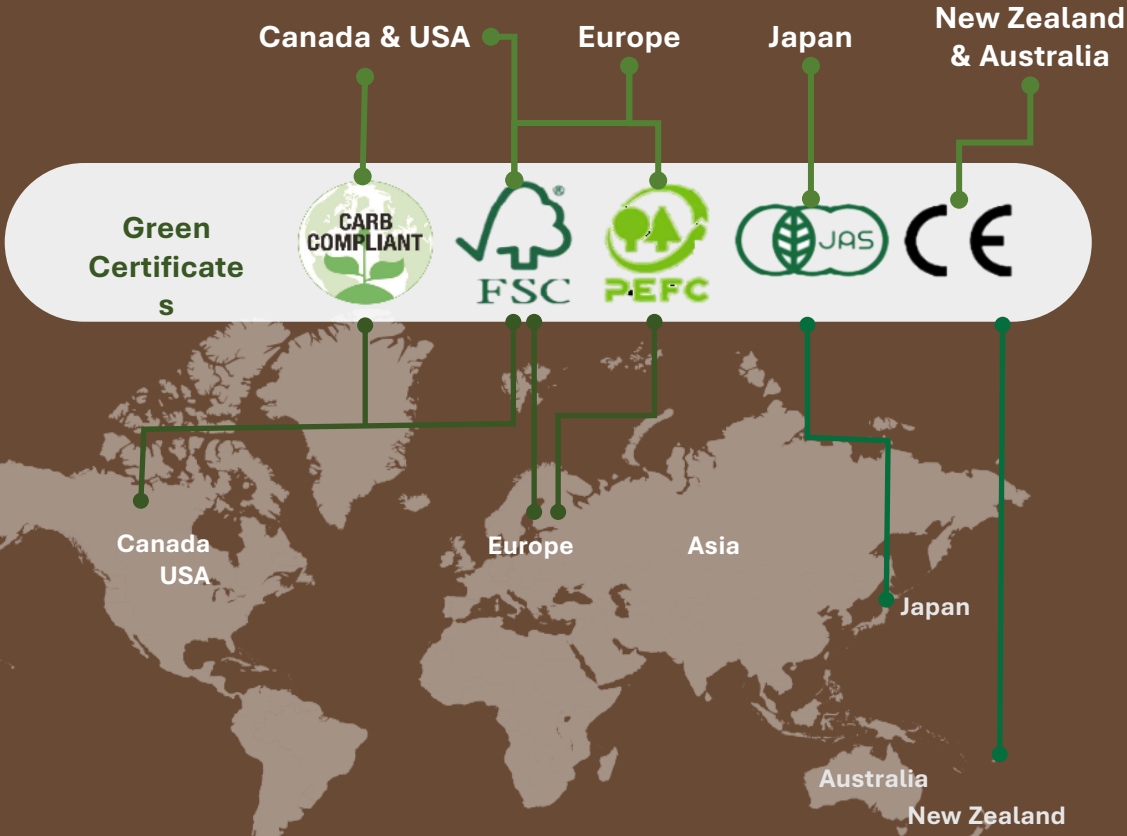 Canada & USA
Europe
Japan
New Zealand
& Australia
Green
Certificate
s
CARB
COMPLIANT
FSC
®
PEFC
JAS
CE
Canada
USA
Europe
Asia
Japan
Australia
New Zealand